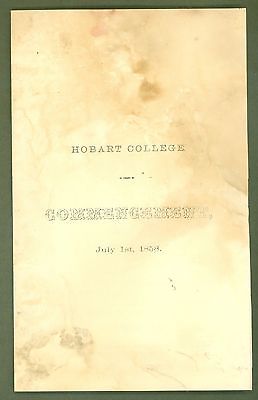 HOBART COLLEGE
COMMENCEMENT,
July 1st, 1858.